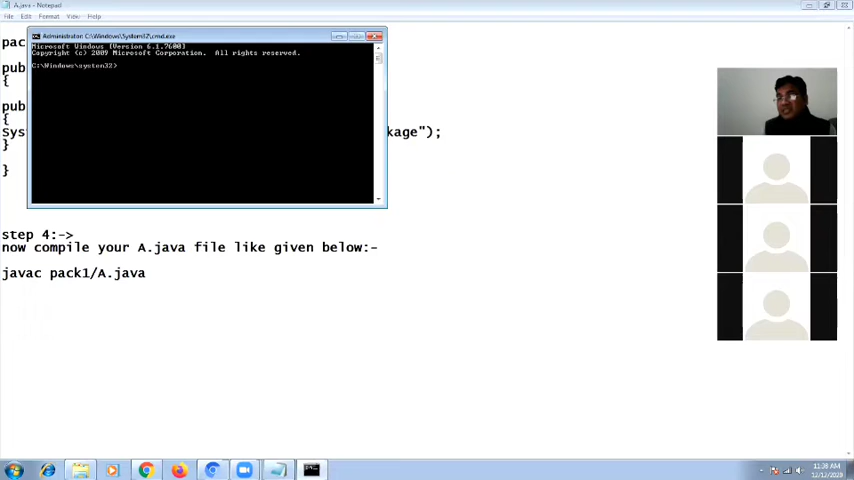 A.java - Notepad
File Edit Format View Help
pac
Administrator: C:\Windows\System32\cmd.exe
Microsoft Windows [Version 6.1.7600]
Copyright (c) 2009 Microsoft Corporation. All rights reserved.
C:\Windows\system32>
pub
{
pub
{
Sys
kage");
}
}
step 4:->
now compile your A.java file like given below:-
javac pack1/A.java
11:38 AM